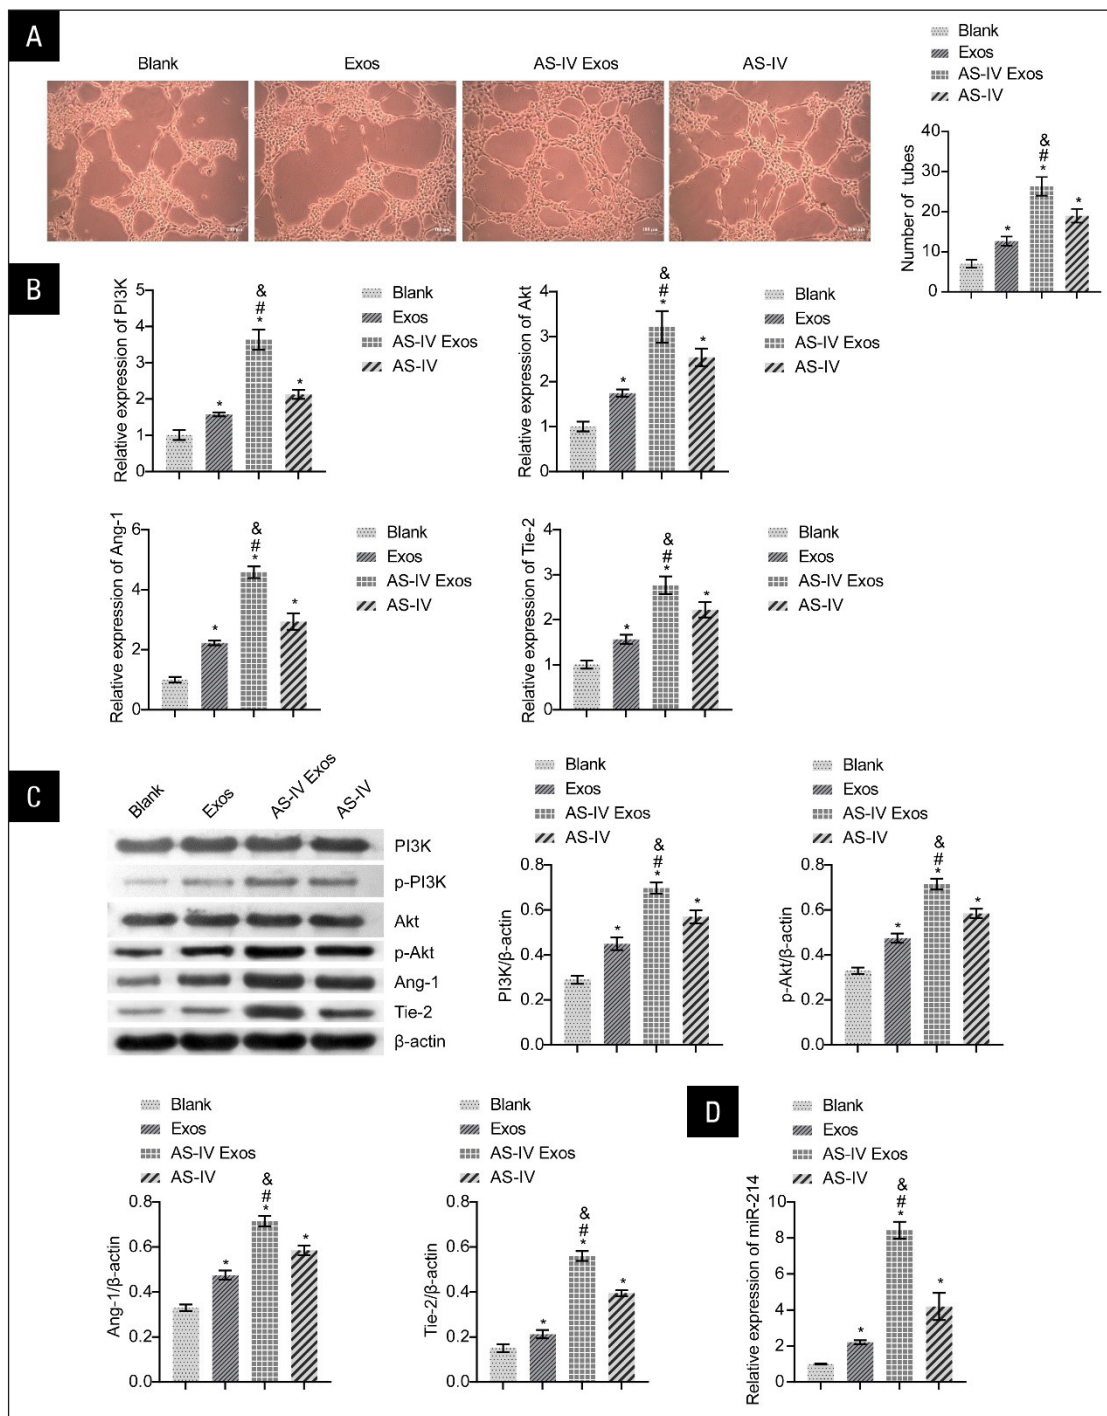 A
Blank
Exos
AS-IV Exos
AS-IV
100 μm
100 μm
100 μm
100 μm
Blank
Exos
AS-IV Exos
AS-IV
Number of tubes
40
30
20
10
0
*
&
#
*
*
B
Relative expression of PI3K
5
4
3
2
1
0
*
&
#
*
*
Blank
Exos
AS-IV Exos
AS-IV
Relative expression of Akt
4
3
2
1
0
*
&
#
*
*
Blank
Exos
AS-IV Exos
AS-IV
Relative expression of Ang-1
6
4
2
0
*
&
#
*
*
Blank
Exos
AS-IV Exos
AS-IV
Relative expression of Tie-2
4
3
2
1
0
*
&
#
*
*
Blank
Exos
AS-IV Exos
AS-IV
C
Blank
Exos
AS-IV Exos
AS-IV
PI3K
p-PI3K
Akt
p-Akt
Ang-1
Tie-2
β-actin
Blank
Exos
AS-IV Exos
AS-IV
PI3K/β-actin
0.8
0.6
0.4
0.2
0.0
*
&
#
*
*
Blank
Exos
AS-IV Exos
AS-IV
p-Akt/β-actin
0.8
0.6
0.4
0.2
0.0
*
&
#
*
*
Blank
Exos
AS-IV Exos
AS-IV
Ang-1/β-actin
0.8
0.6
0.4
0.2
0.0
*
&
#
*
*
Blank
Exos
AS-IV Exos
AS-IV
Tie-2/β-actin
0.8
0.6
0.4
0.2
0.0
*
&
#
*
*
D
Blank
Exos
AS-IV Exos
AS-IV
Relative expression of miR-214
10
8
6
4
2
0
*
&
#
*
*